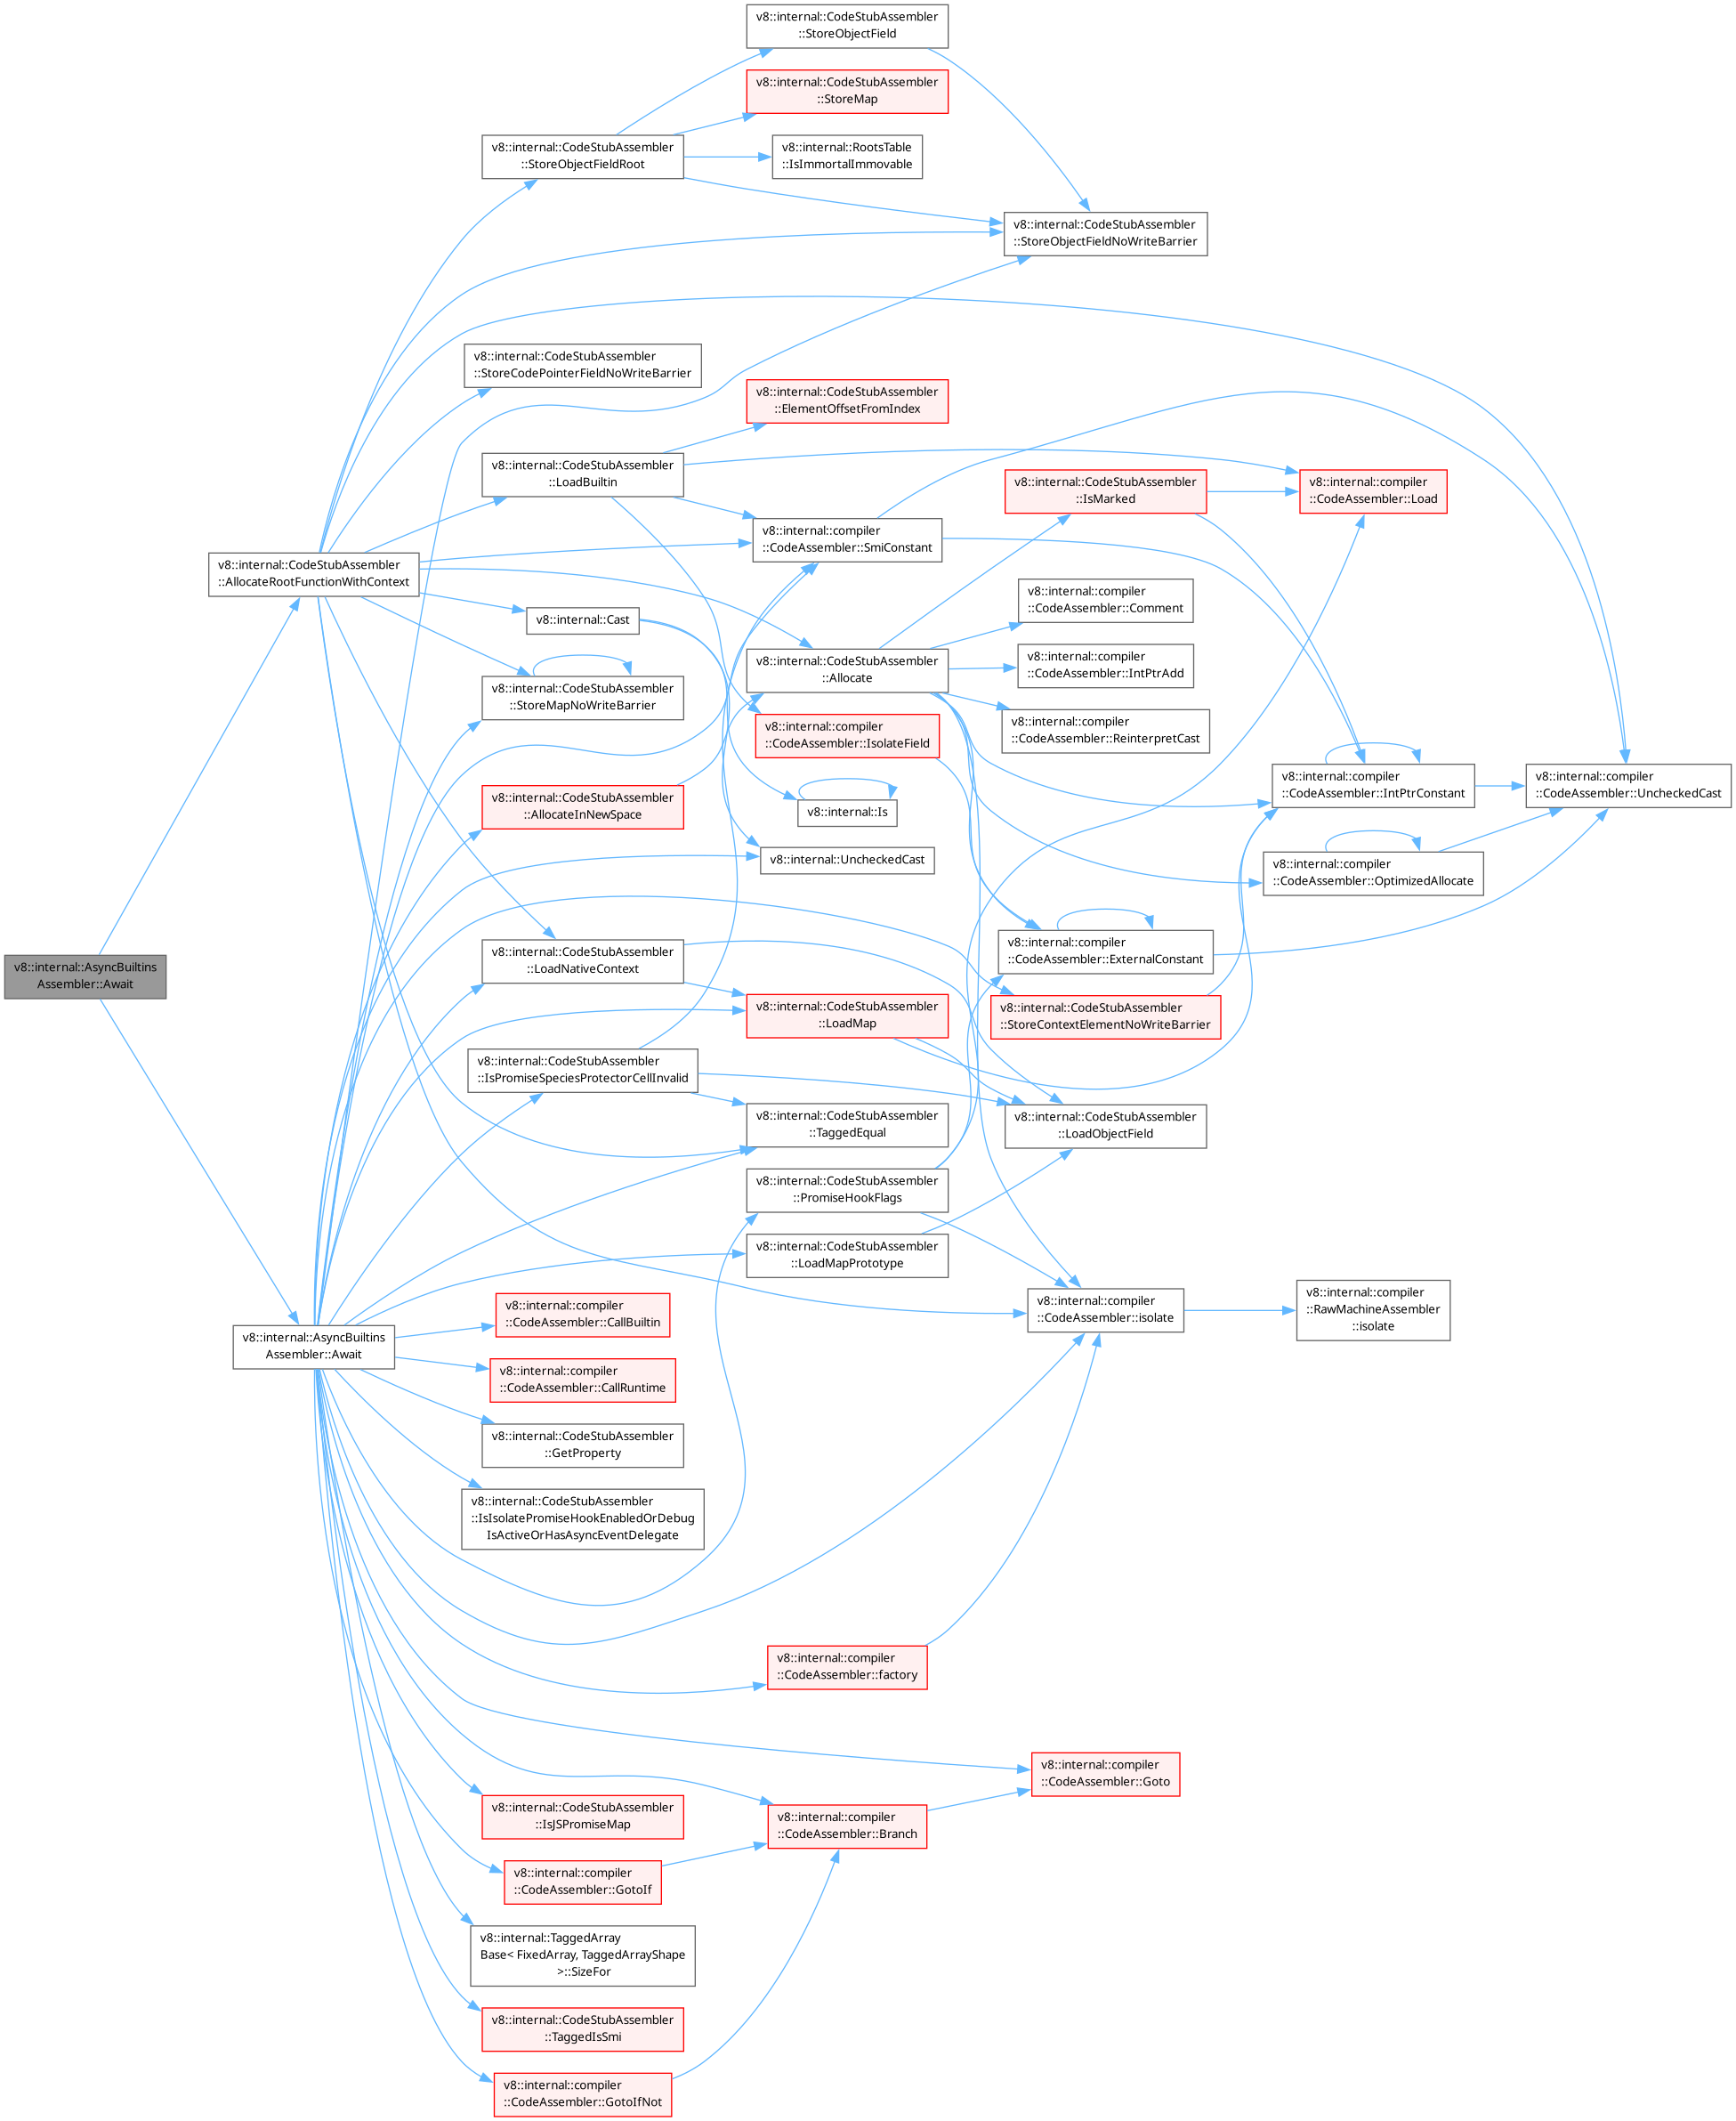 v8::internal::CodeStubAssembler
::StoreObjectField
v8::internal::CodeStubAssembler
::StoreMap
v8::internal::CodeStubAssembler
::StoreObjectFieldRoot
v8::internal::RootsTable
::IsImmortalImmovable
v8::internal::CodeStubAssembler
::StoreObjectFieldNoWriteBarrier
v8::internal::CodeStubAssembler
::StoreCodePointerFieldNoWriteBarrier
v8::internal::CodeStubAssembler
::ElementOffsetFromIndex
v8::internal::CodeStubAssembler
::LoadBuiltin
v8::internal::CodeStubAssembler
::IsMarked
v8::internal::compiler
::CodeAssembler::Load
v8::internal::compiler
::CodeAssembler::SmiConstant
v8::internal::CodeStubAssembler
::AllocateRootFunctionWithContext
v8::internal::compiler
::CodeAssembler::Comment
v8::internal::Cast
v8::internal::CodeStubAssembler
::Allocate
v8::internal::compiler
::CodeAssembler::IntPtrAdd
v8::internal::CodeStubAssembler
::StoreMapNoWriteBarrier
v8::internal::compiler
::CodeAssembler::IsolateField
v8::internal::compiler
::CodeAssembler::ReinterpretCast
v8::internal::compiler
::CodeAssembler::IntPtrConstant
v8::internal::compiler
::CodeAssembler::UncheckedCast
v8::internal::CodeStubAssembler
::AllocateInNewSpace
v8::internal::Is
v8::internal::UncheckedCast
v8::internal::compiler
::CodeAssembler::OptimizedAllocate
v8::internal::AsyncBuiltins
Assembler::Await
v8::internal::CodeStubAssembler
::LoadNativeContext
v8::internal::compiler
::CodeAssembler::ExternalConstant
v8::internal::CodeStubAssembler
::LoadMap
v8::internal::CodeStubAssembler
::StoreContextElementNoWriteBarrier
v8::internal::CodeStubAssembler
::IsPromiseSpeciesProtectorCellInvalid
v8::internal::CodeStubAssembler
::TaggedEqual
v8::internal::CodeStubAssembler
::LoadObjectField
v8::internal::CodeStubAssembler
::PromiseHookFlags
v8::internal::CodeStubAssembler
::LoadMapPrototype
v8::internal::compiler
::CodeAssembler::isolate
v8::internal::compiler
::RawMachineAssembler
::isolate
v8::internal::AsyncBuiltins
Assembler::Await
v8::internal::compiler
::CodeAssembler::CallBuiltin
v8::internal::compiler
::CodeAssembler::CallRuntime
v8::internal::CodeStubAssembler
::GetProperty
v8::internal::CodeStubAssembler
::IsIsolatePromiseHookEnabledOrDebug
IsActiveOrHasAsyncEventDelegate
v8::internal::compiler
::CodeAssembler::factory
v8::internal::compiler
::CodeAssembler::Goto
v8::internal::CodeStubAssembler
::IsJSPromiseMap
v8::internal::compiler
::CodeAssembler::Branch
v8::internal::compiler
::CodeAssembler::GotoIf
v8::internal::TaggedArray
Base< FixedArray, TaggedArrayShape
>::SizeFor
v8::internal::CodeStubAssembler
::TaggedIsSmi
v8::internal::compiler
::CodeAssembler::GotoIfNot